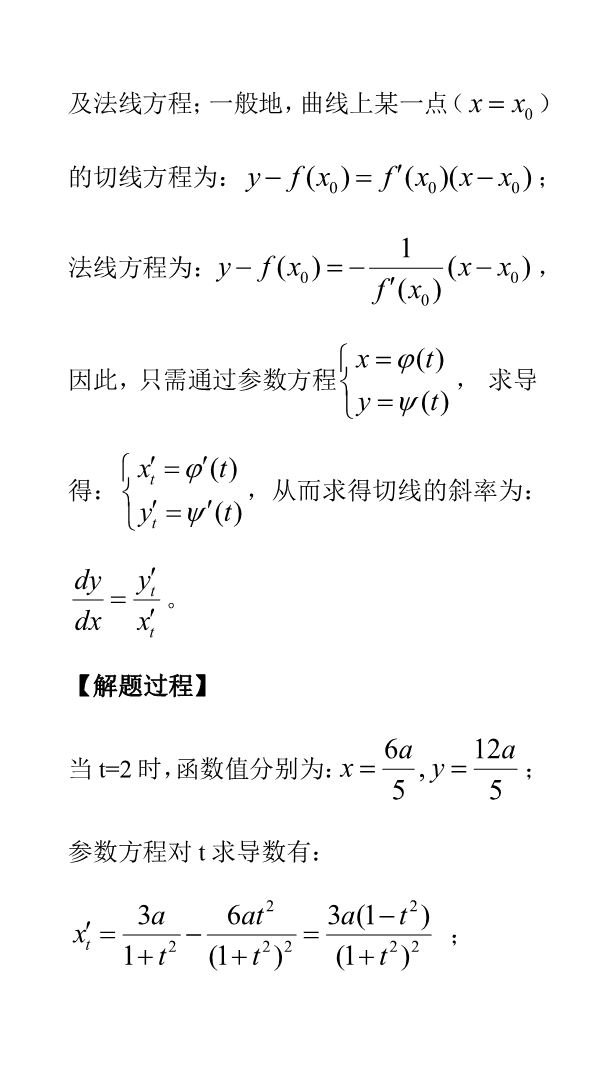 及法线方程；一般地，曲线上某一点（ $x = x_0$ ）
的切线方程为： $y - f(x_0) = f'(x_0)(x - x_0)$ ；
法线方程为： $y - f(x_0) = -\frac{1}{f'(x_0)}(x - x_0)$ ，
因此，只需通过参数方程 $\begin{cases} x = \varphi(t) \\ y = \psi(t) \end{cases}$ ， 求导
得： $\begin{cases} x'_t = \varphi'(t) \\ y'_t = \psi'(t) \end{cases}$ ，从而求得切线的斜率为：
$\frac{dy}{dx} = \frac{y'_t}{x'_t}$ 。
【解题过程】
当 t=2 时，函数值分别为： $x = \frac{6a}{5}, y = \frac{12a}{5}$ ；
参数方程对 t 求导数有：
$x'_t = \frac{3a}{1+t^2} - \frac{6at^2}{(1+t^2)^2} = \frac{3a(1-t^2)}{(1+t^2)^2}$ ；